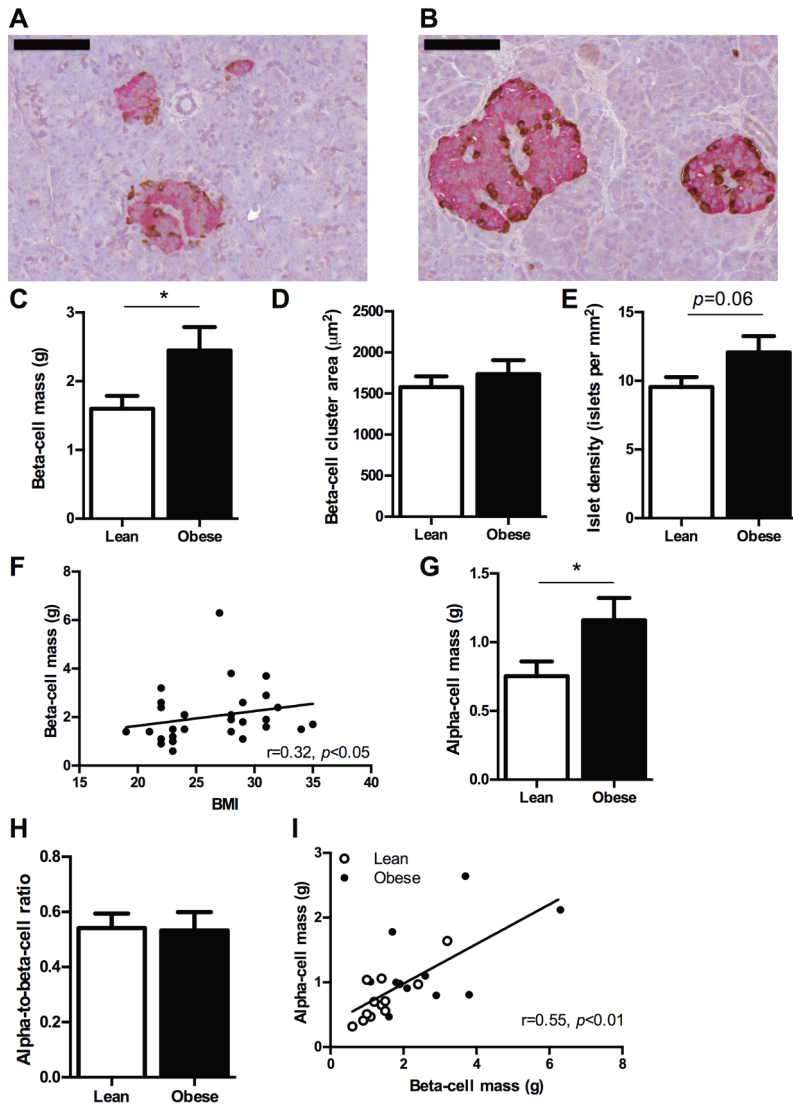 A
B
C
*
Beta-cell mass (g)
3
2
1
0
Lean
Obese
D
Beta-cell cluster area (μm²)
2500
2000
1500
1000
500
0
Lean
Obese
E
p=0.06
Islet density (islets per mm²)
15
10
5
0
Lean
Obese
F
Beta-cell mass (g)
8
6
4
2
0
r=0.32, p<0.05
15
20
25
30
35
40
BMI
G
*
Alpha-cell mass (g)
1.5
1.0
0.5
0.0
Lean
Obese
H
Alpha-to-beta-cell ratio
0.8
0.6
0.4
0.2
0.0
Lean
Obese
I
Lean
Obese
Alpha-cell mass (g)
3
2
1
0
r=0.55, p<0.01
0
2
4
6
8
Beta-cell mass (g)